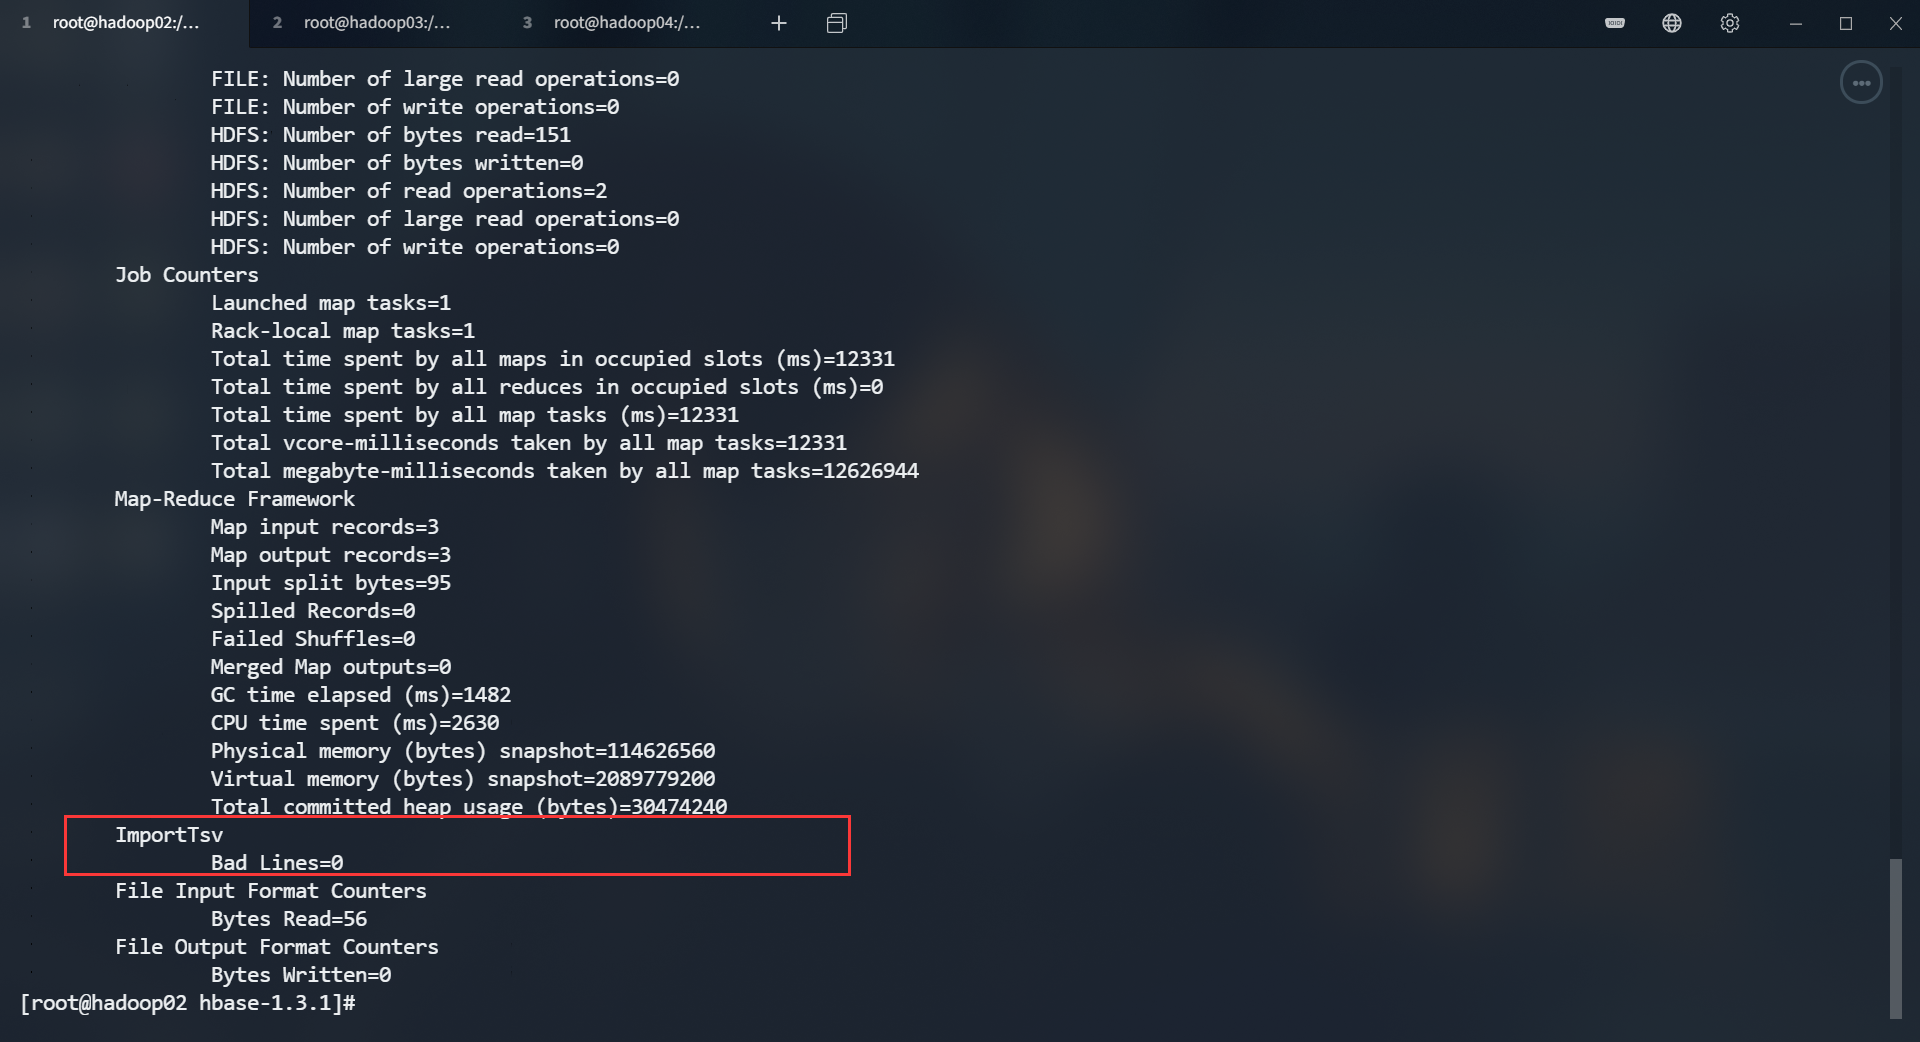 1 root@hadoop02:/... 2 root@hadoop03:/... 3 root@hadoop04:/...
FILE: Number of large read operations=0
FILE: Number of write operations=0
HDFS: Number of bytes read=151
HDFS: Number of bytes written=0
HDFS: Number of read operations=2
HDFS: Number of large read operations=0
HDFS: Number of write operations=0
Job Counters
Launched map tasks=1
Rack-local map tasks=1
Total time spent by all maps in occupied slots (ms)=12331
Total time spent by all reduces in occupied slots (ms)=0
Total time spent by all map tasks (ms)=12331
Total vcore-milliseconds taken by all map tasks=12331
Total megabyte-milliseconds taken by all map tasks=12626944
Map-Reduce Framework
Map input records=3
Map output records=3
Input split bytes=95
Spilled Records=0
Failed Shuffles=0
Merged Map outputs=0
GC time elapsed (ms)=1482
CPU time spent (ms)=2630
Physical memory (bytes) snapshot=114626560
Virtual memory (bytes) snapshot=2089779200
Total committed heap usage (bytes)=30474240
ImportTsv
Bad Lines=0
File Input Format Counters
Bytes Read=56
File Output Format Counters
Bytes Written=0
[root@hadoop02 hbase-1.3.1]#